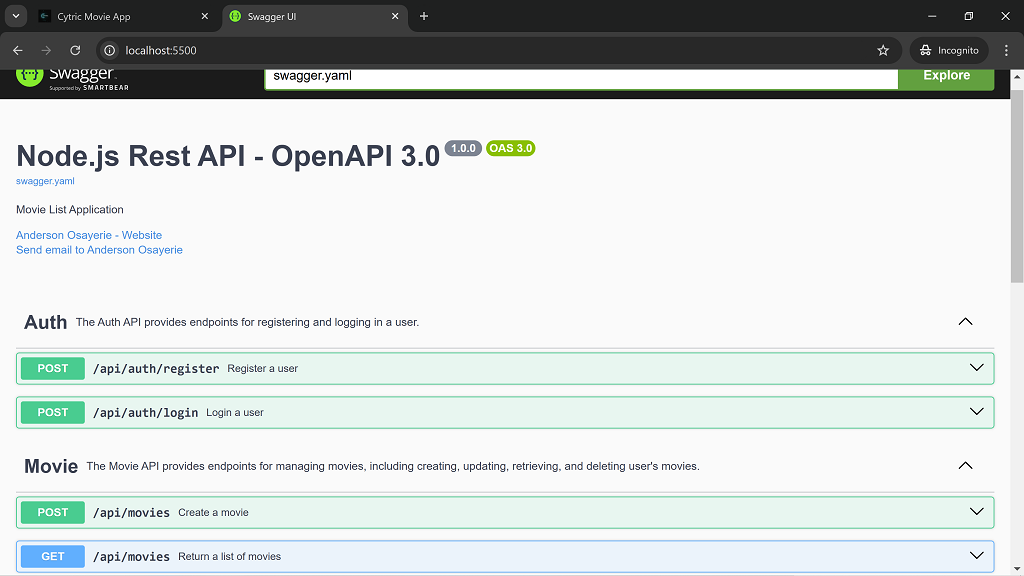 Cytric Movie App
Swagger UI
localhost:5500
Incognito
Swagger
Supported by SMARTBEAR
swagger.yaml
Explore
Node.js Rest API - OpenAPI 3.0 1.0.0 OAS 3.0
swagger.yaml
Movie List Application
Anderson Osayerie - Website
Send email to Anderson Osayerie
Auth The Auth API provides endpoints for registering and logging in a user.
POST /api/auth/register Register a user
POST /api/auth/login Login a user
Movie The Movie API provides endpoints for managing movies, including creating, updating, retrieving, and deleting user's movies.
POST /api/movies Create a movie
GET /api/movies Return a list of movies